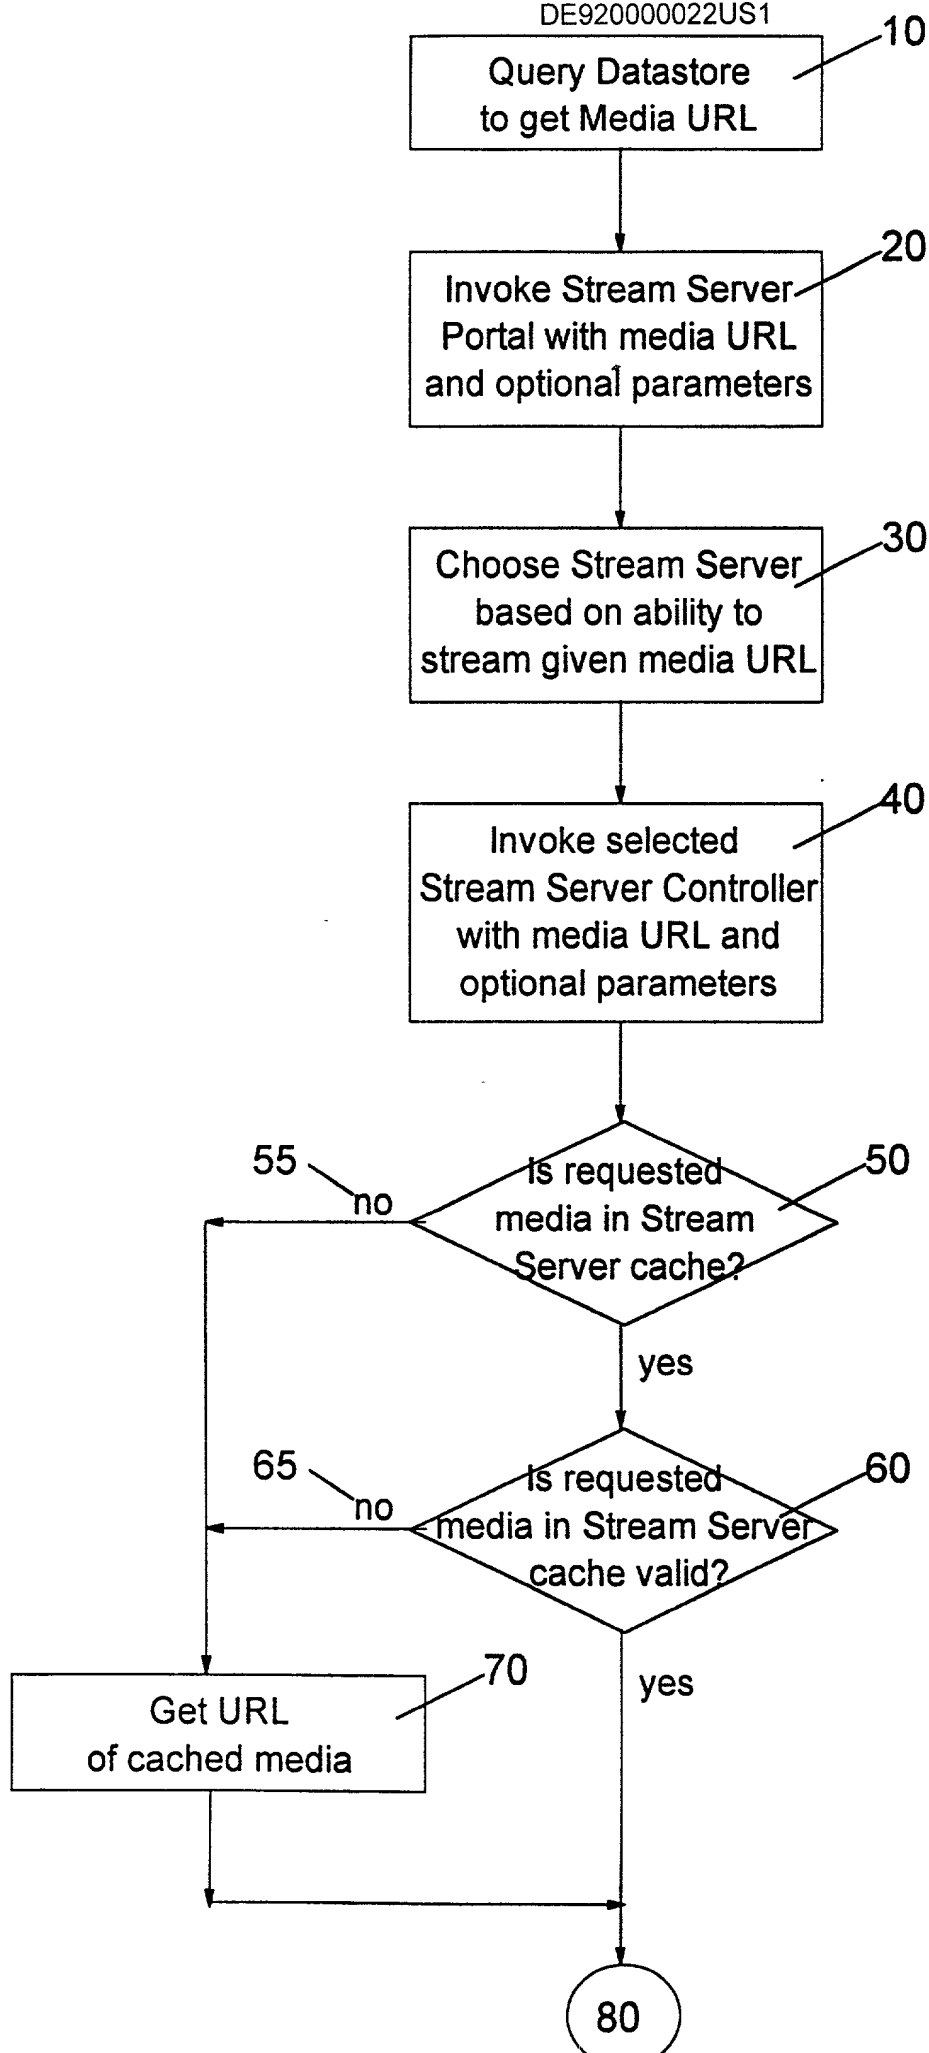 DE920000022US1
10
Query Datastore
to get Media URL
20
Invoke Stream Server
Portal with media URL
and optional parameters
30
Choose Stream Server
based on ability to
stream given media URL
40
Invoke selected
Stream Server Controller
with media URL and
optional parameters
55
no
50
Is requested
media in Stream
Server cache?
yes
65
no
60
Is requested
media in Stream Server
cache valid?
yes
70
Get URL
of cached media
80